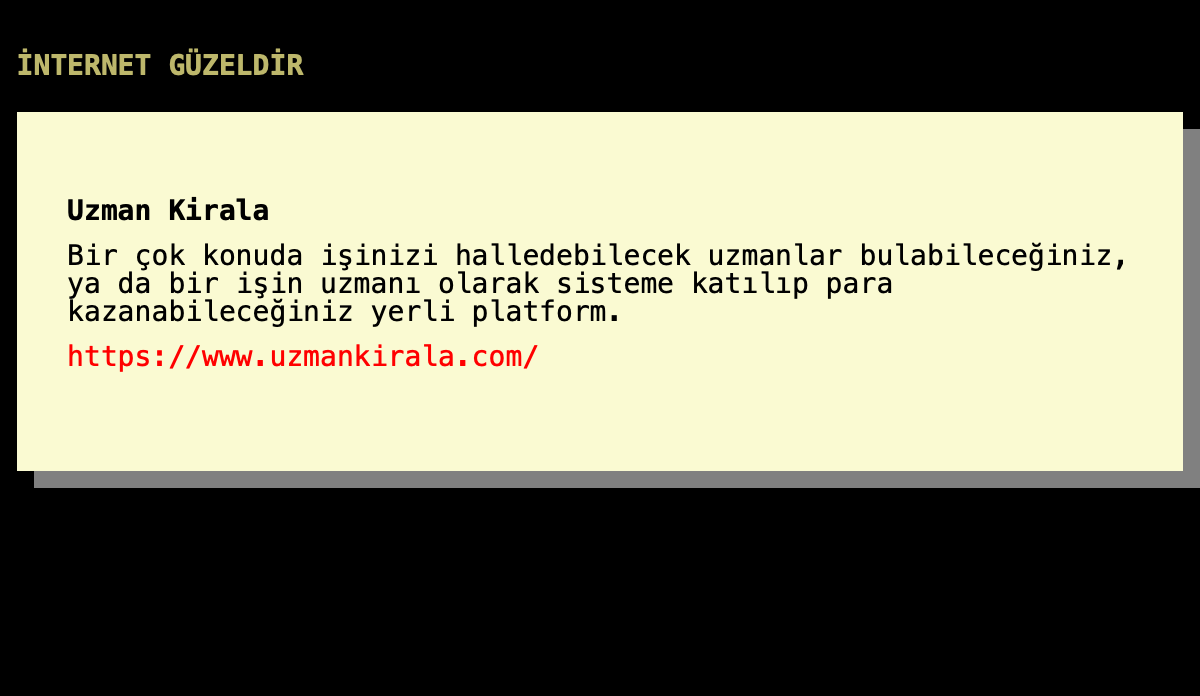 İNTERNET GÜZELDİR
Uzman Kirala
Bir çok konuda işinizi halledebilecek uzmanlar bulabileceğiniz,
ya da bir işin uzmanı olarak sisteme katılıp para
kazanabileceğiniz yerli platform.
https://www.uzmankirala.com/